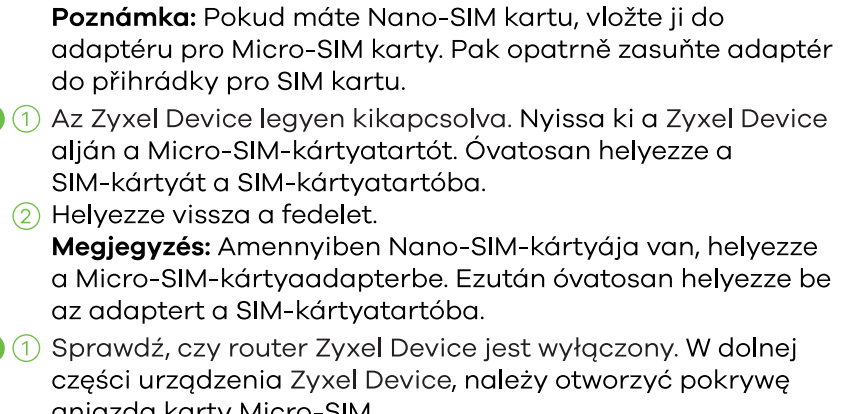 Poznámka: Pokud máte Nano-SIM kartu, vložte ji do
adaptéru pro Micro-SIM karty. Pak opatrně zasuňte adaptér
do přihrádky pro SIM kartu.
① Az Zyxel Device legyen kikapcsolva. Nyissa ki a Zyxel Device
alján a Micro-SIM-kártyatartót. Óvatosan helyezze a
SIM-kártyát a SIM-kártyatartóba.
② Helyezze vissza a fedelet.
Megjegyzés: Amennyiben Nano-SIM-kártyája van, helyezze
a Micro-SIM-kártyaadapterbe. Ezután óvatosan helyezze be
az adaptert a SIM-kártyatartóba.
① Sprawdź, czy router Zyxel Device jest wyłączony. W dolnej
części urządzenia Zyxel Device, należy otworzyć pokrywę
gniazda karty Micro-SIM.